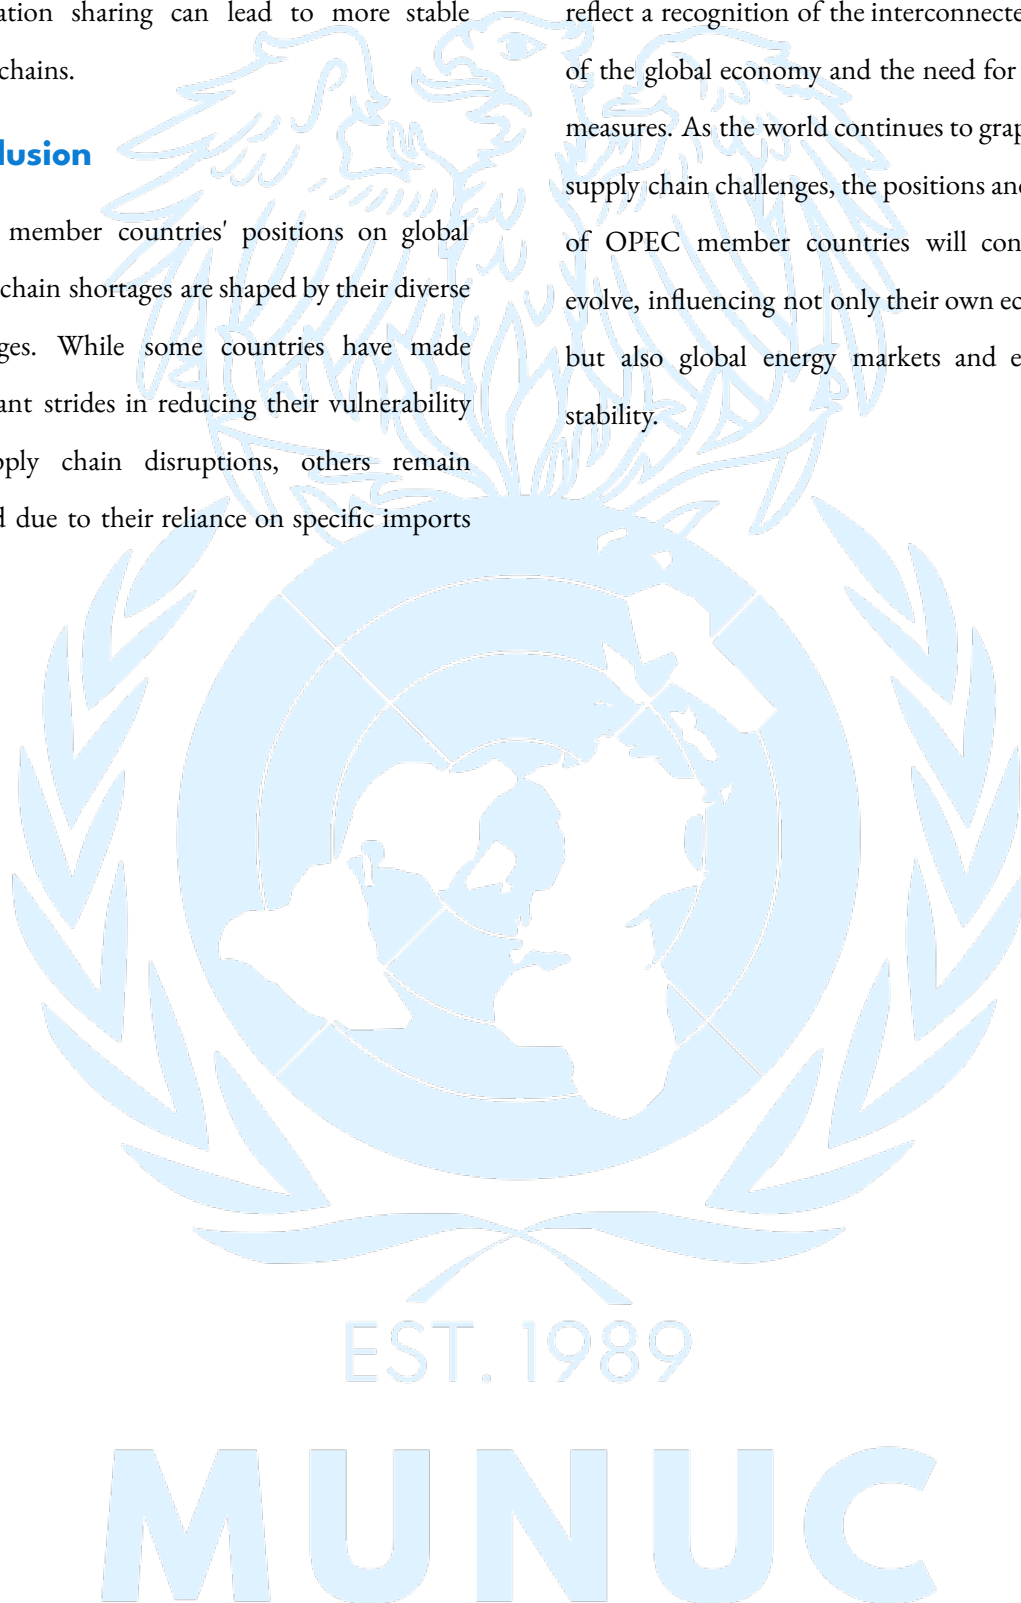 ation sharing can lead to more stable
chains.
lusion
member countries' positions on global
chain shortages are shaped by their diverse
ges. While some countries have made
ant strides in reducing their vulnerability
pply chain disruptions, others remain
d due to their reliance on specific imports
reflect a recognition of the interconnecte
of the global economy and the need for
measures. As the world continues to grap
supply chain challenges, the positions an
of OPEC member countries will con
evolve, influencing not only their own ec
but also global energy markets and e
stability.
EST. 1989
MUNUC